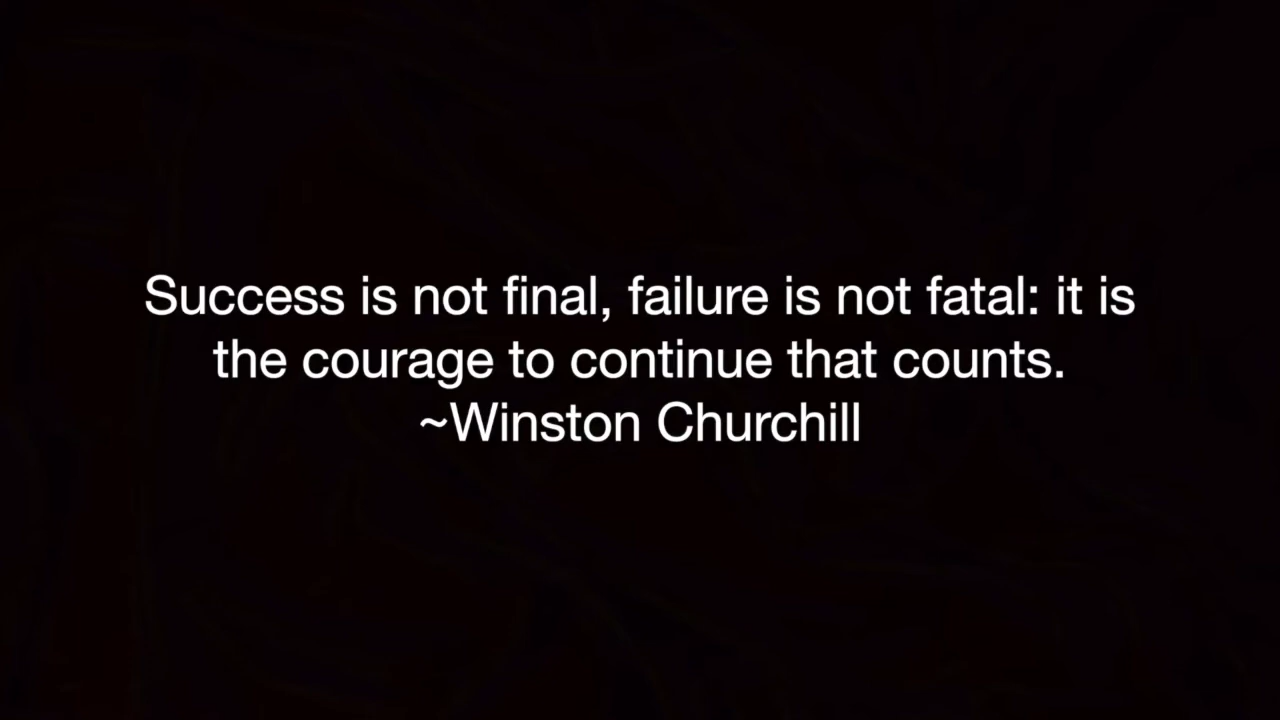 Success is not final, failure is not fatal: it is
the courage to continue that counts.
~Winston Churchill